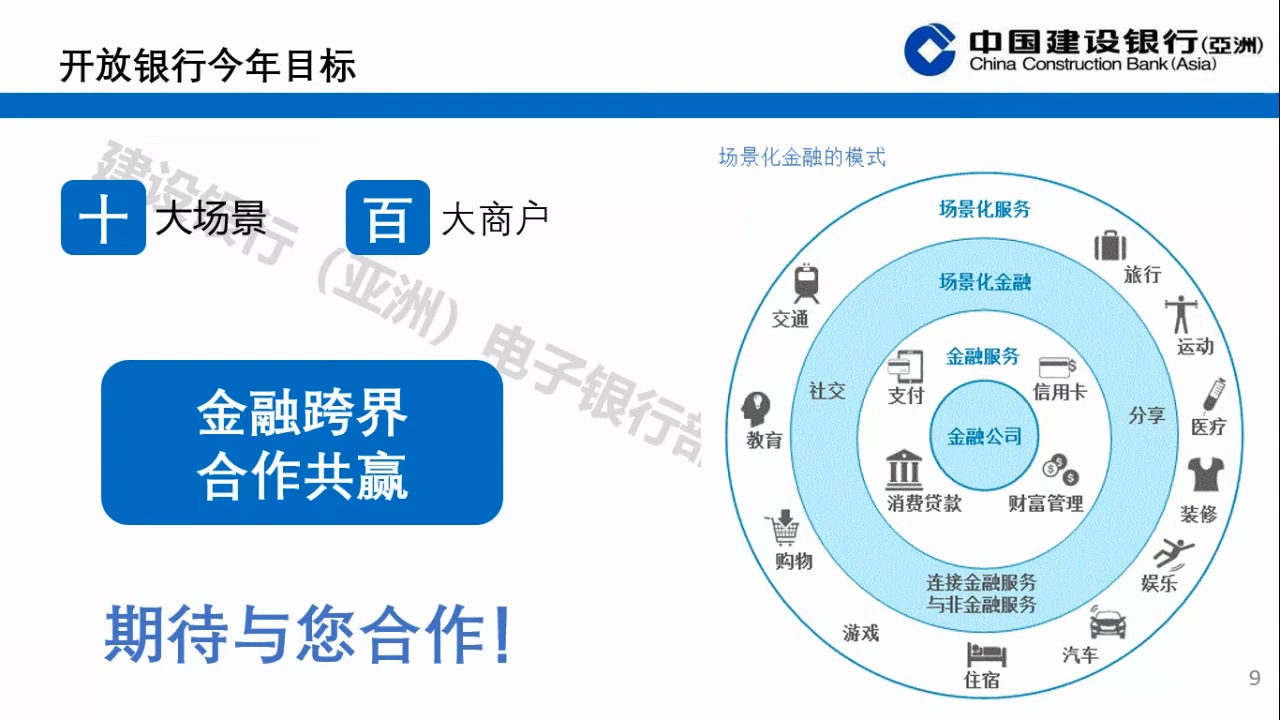 开放银行今年目标
中国建设银行(亞洲)
China Construction Bank (Asia)
建设银行（亚洲）电子银行部
十大场景
百大商户
金融跨界
合作共赢
期待与您合作！
场景化金融的模式
场景化服务
旅行
运动
医疗
装修
娱乐
汽车
住宿
游戏
购物
教育
交通
场景化金融
社交
分享
连接金融服务
与非金融服务
金融服务
支付
信用卡
消费贷款
财富管理
金融公司
9